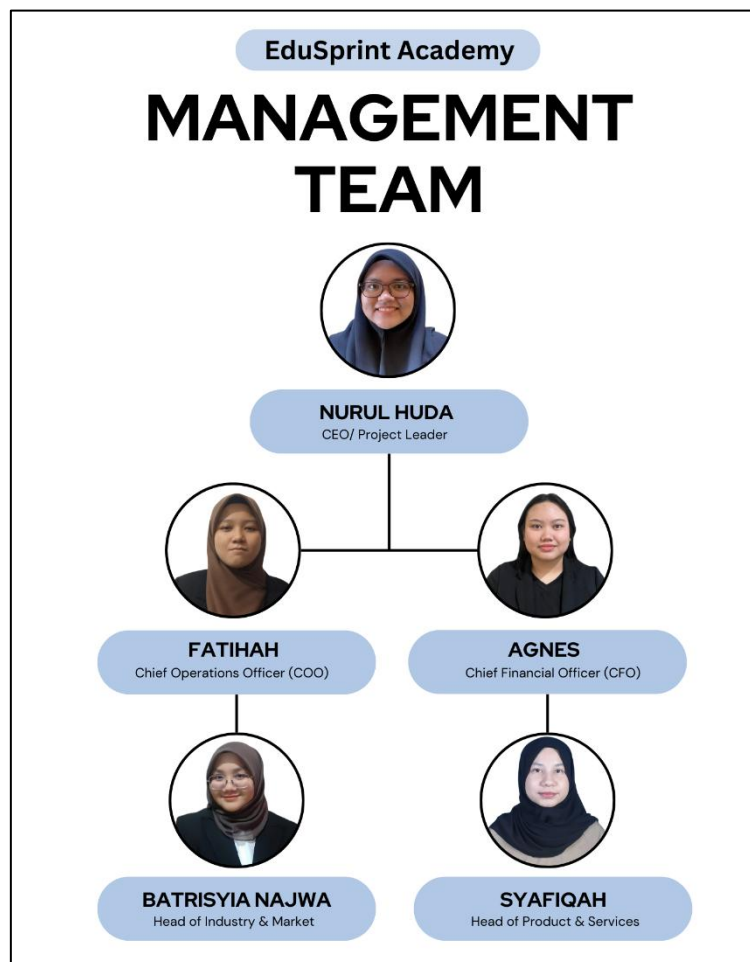 EduSprint Academy
MANAGEMENT
TEAM
NURUL HUDA
CEO/ Project Leader
FATIHAH
Chief Operations Officer (COO)
AGNES
Chief Financial Officer (CFO)
BATRISYIA NAJWA
Head of Industry & Market
SYAFIQAH
Head of Product & Services